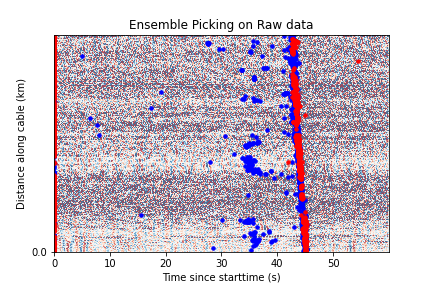 Ensemble Picking on Raw data
Distance along cable (km)
0.0
0 10 20 30 40 50
Time since starttime (s)